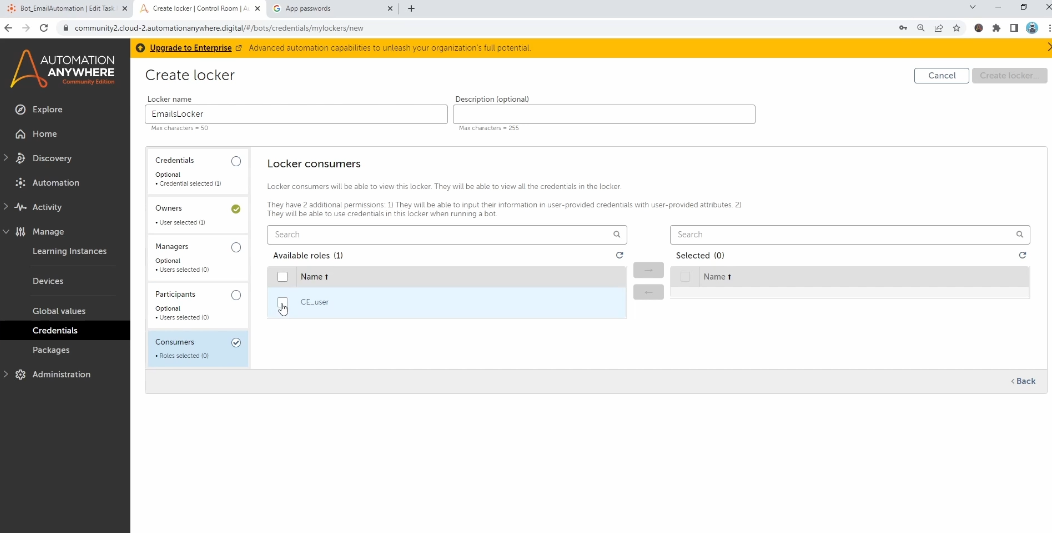 Bot_EmailAutomation | Edit Task
Create locker | Control Room | A
App passwords
community2.cloud-2.automationanywhere.digital/#/bots/credentials/mylockers/new
AUTOMATION
ANYWHERE
Community Edition
Upgrade to Enterprise
Advanced automation capabilities to unleash your organization's full potential.
Explore
Home
Discovery
Automation
Activity
Manage
Learning Instances
Devices
Global values
Credentials
Packages
Administration
Create locker
Cancel
Create locker
Locker name
Description (optional)
EmailsLocker
Max characters = 50
Max characters = 255
Credentials
Optional
• Credential selected (1)
Owners
• User selected (1)
Managers
Optional
• Users selected (0)
Participants
Optional
• Users selected (0)
Consumers
• Roles selected (0)
Locker consumers
Locker consumers will be able to view this locker. They will be able to view all the credentials in the locker.
They have 2 additional permissions: 1) They will be able to input their information in user-provided credentials with user-provided attributes. 2)
They will be able to use credentials in this locker when running a bot.
Search
Search
Available roles (1)
Selected (0)
Name ↑
Name ↑
CE_user
< Back